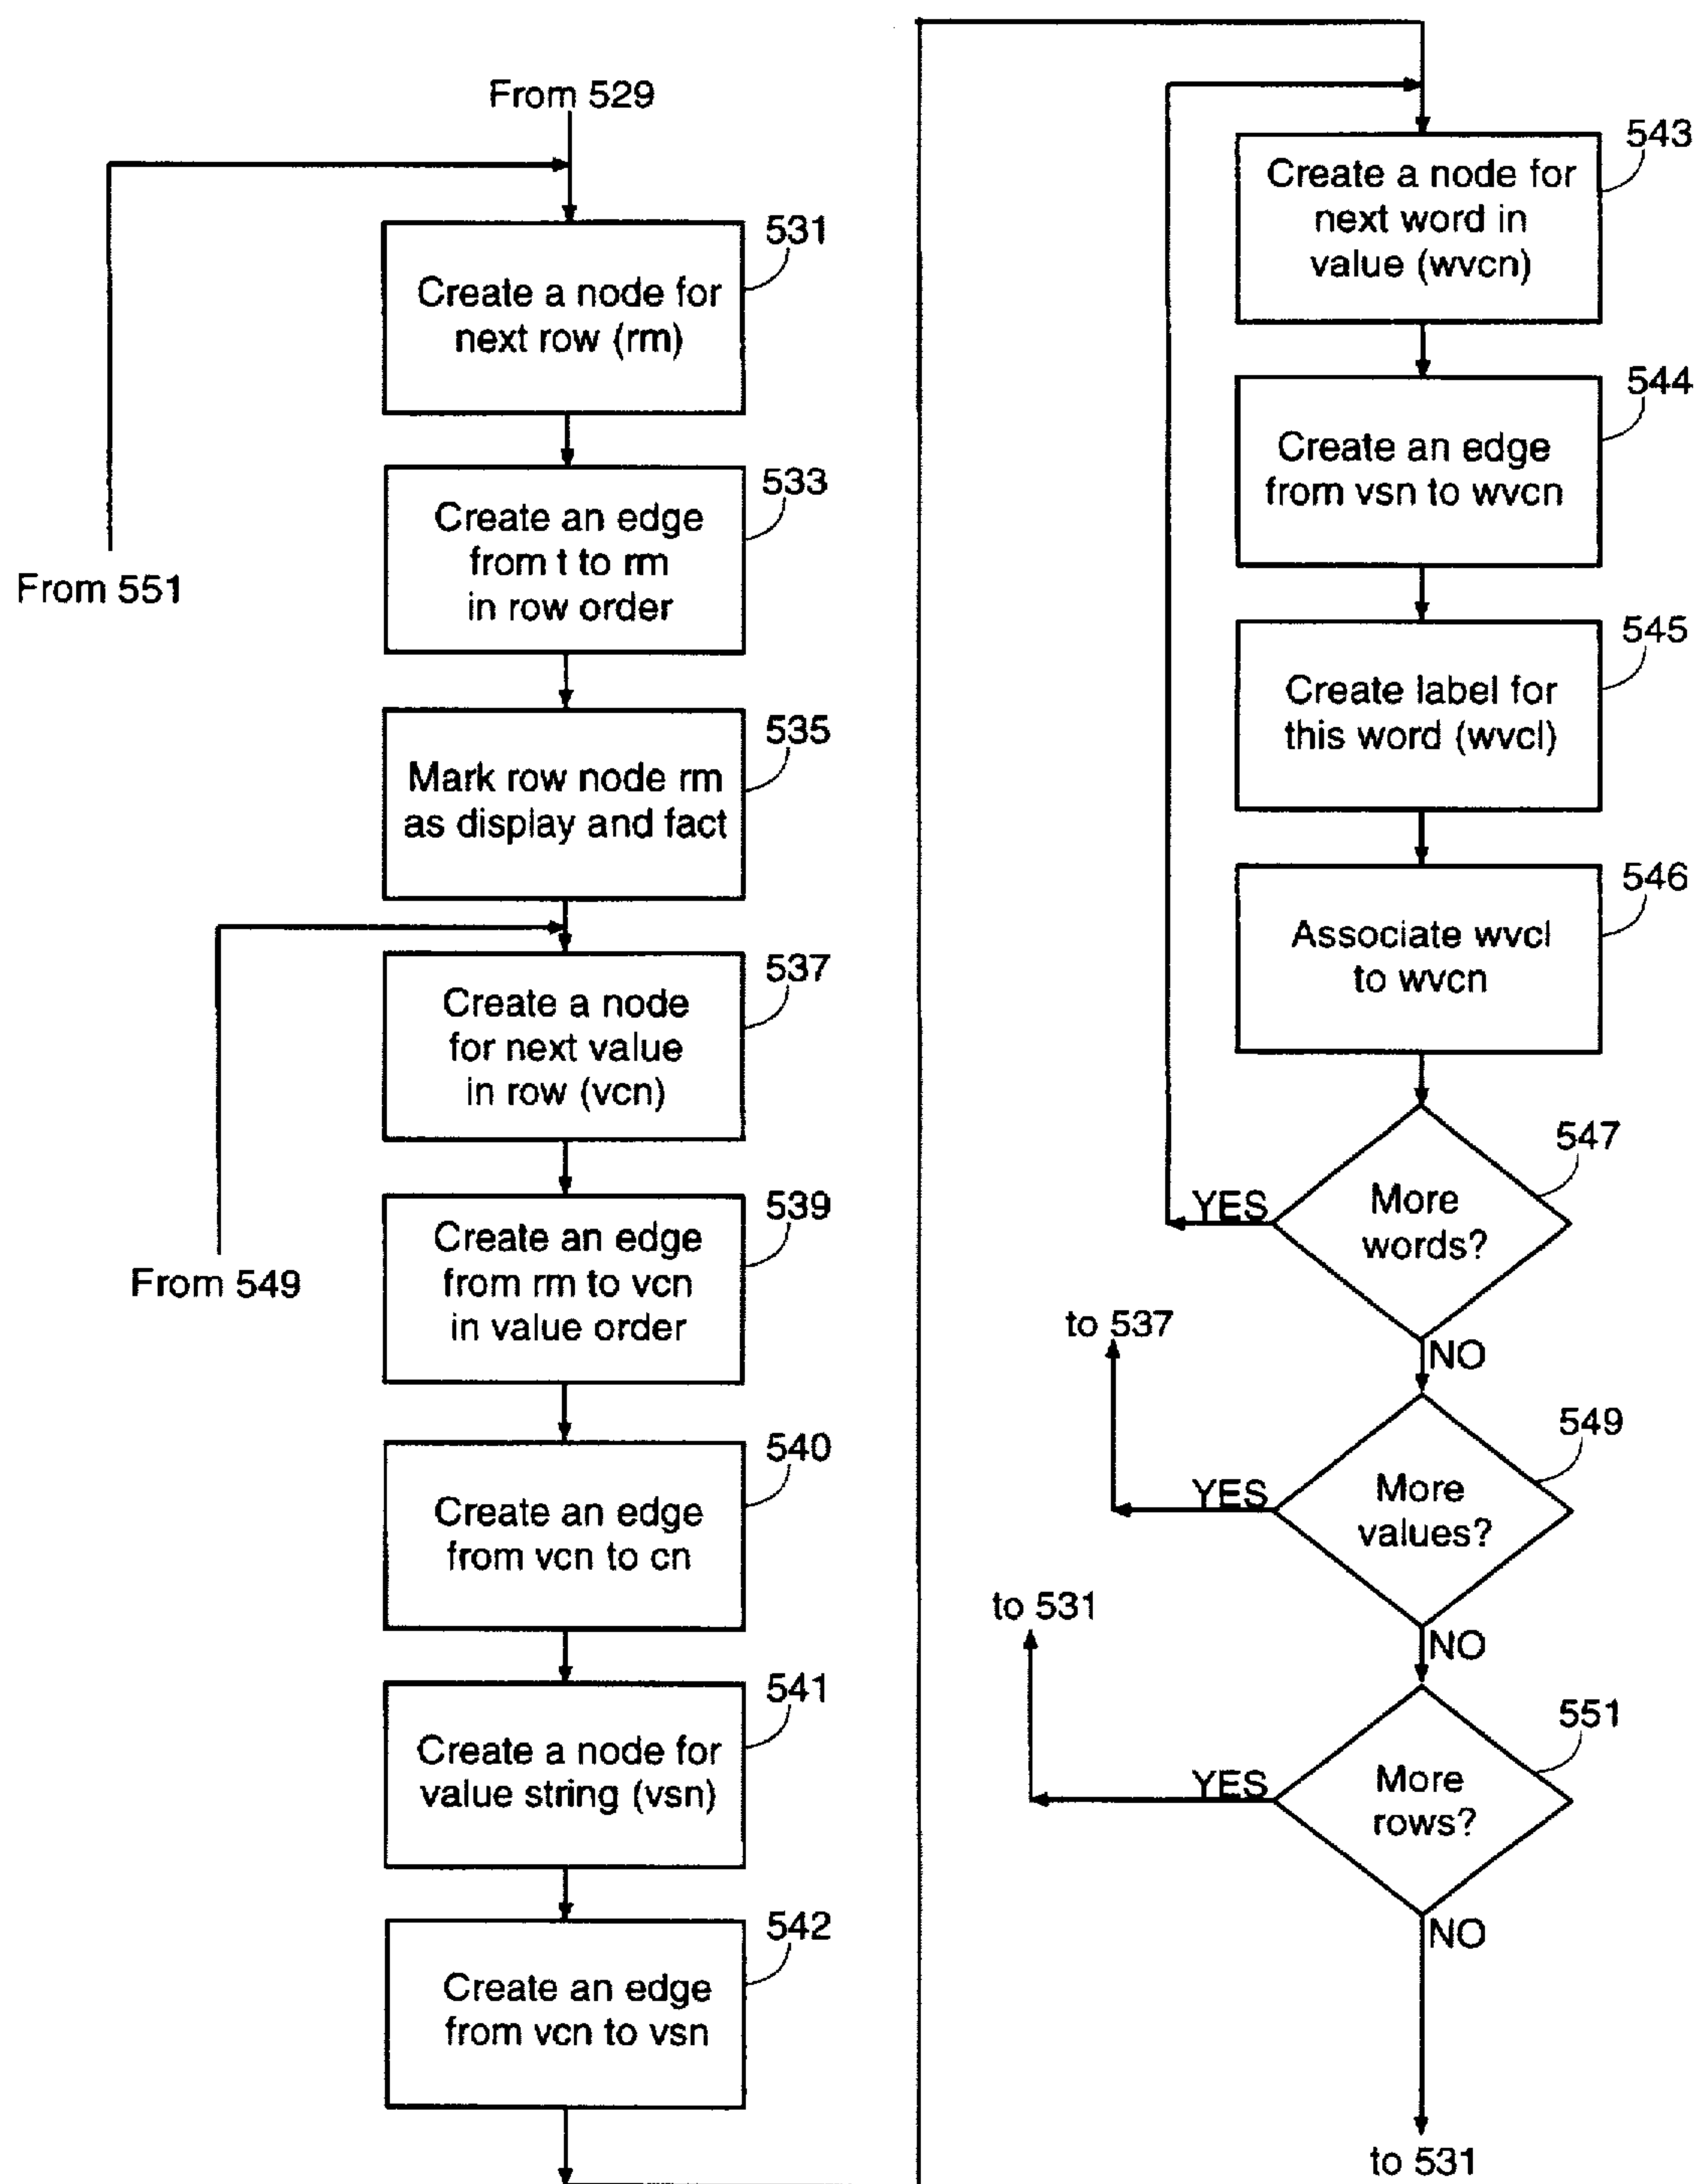 From 529
531
Create a node for
next row (rm)
533
Create an edge
from t to rm
in row order
From 551
535
Mark row node rm
as display and fact
537
Create a node
for next value
in row (vcn)
539
Create an edge
from rm to vcn
in value order
From 549
540
Create an edge
from vcn to cn
541
Create a node for
value string (vsn)
542
Create an edge
from vcn to vsn
543
Create a node for
next word in
value (wvcn)
544
Create an edge
from vsn to wvcn
545
Create label for
this word (wvcl)
546
Associate wvcl
to wvcn
547
More
words?
YES
NO
to 537
549
More
values?
YES
NO
to 531
551
More
rows?
YES
NO
to 531